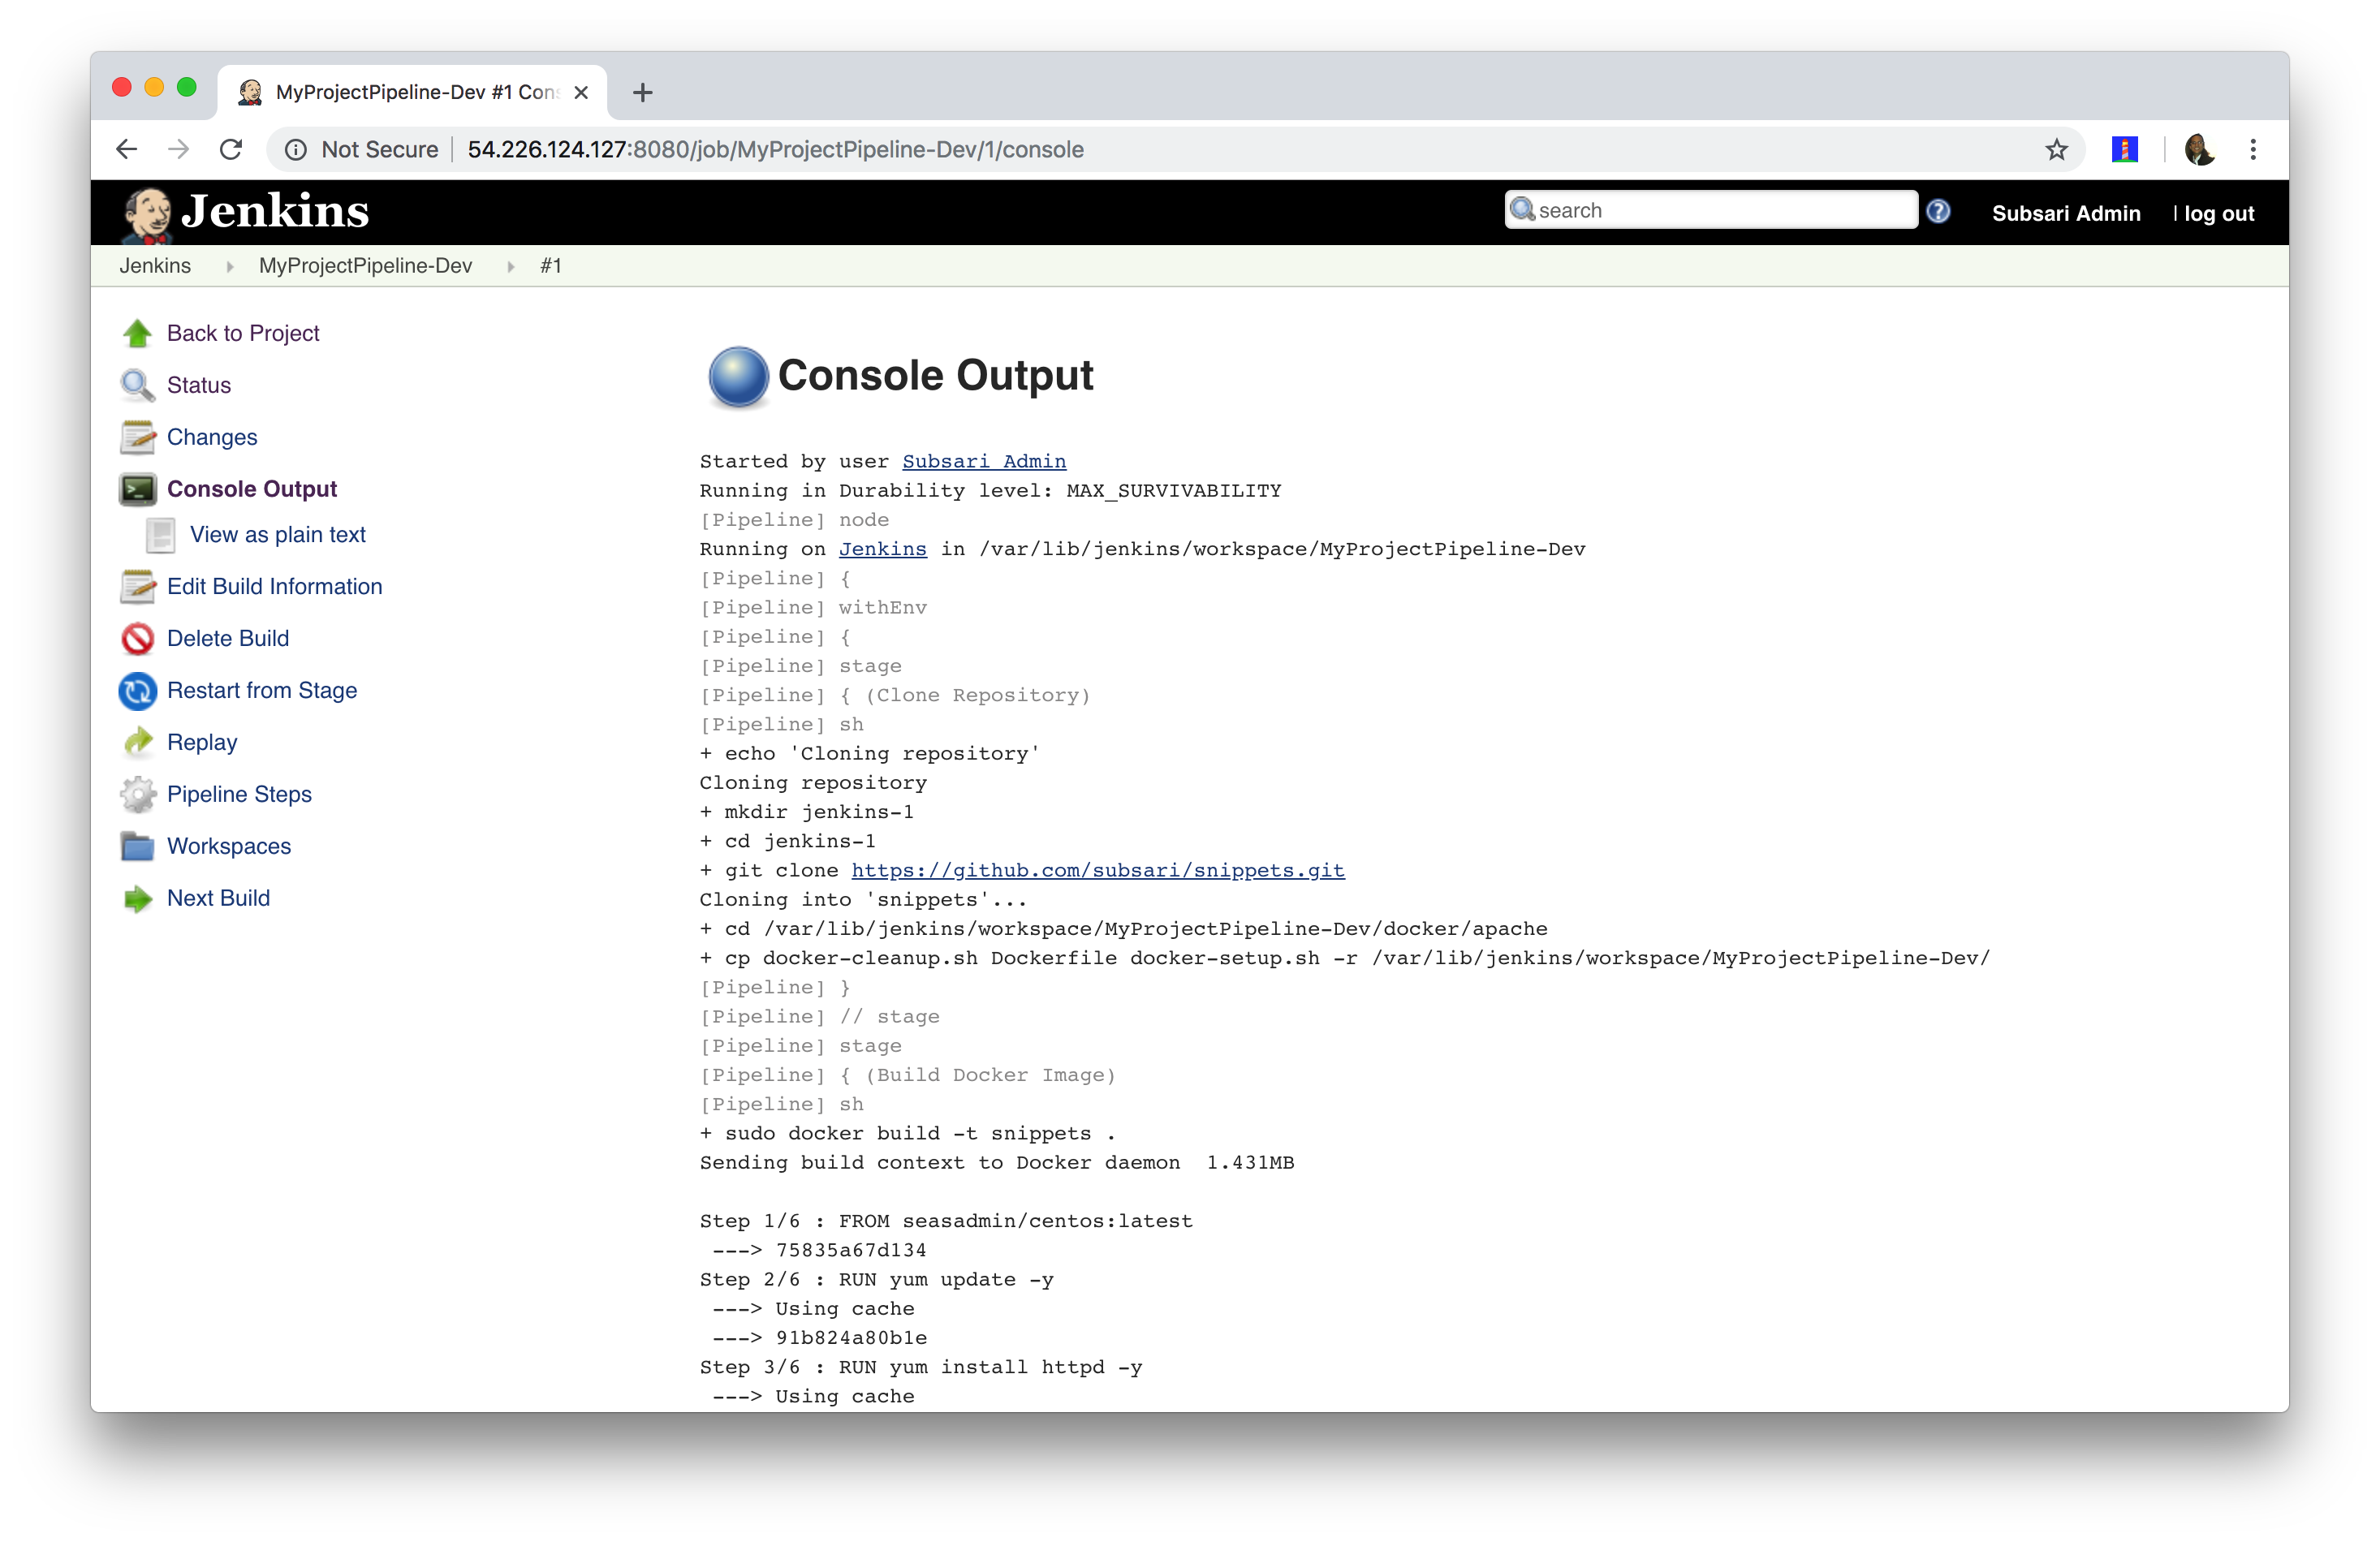 MyProjectPipeline-Dev #1 Con
Not Secure 54.226.124.127:8080/job/MyProjectPipeline-Dev/1/console
Jenkins
search
Subsari Admin | log out
Jenkins MyProjectPipeline-Dev #1
Back to Project
Status
Changes
Console Output
View as plain text
Edit Build Information
Delete Build
Restart from Stage
Replay
Pipeline Steps
Workspaces
Next Build
Console Output
Started by user Subsari Admin
Running in Durability level: MAX_SURVIVABILITY
[Pipeline] node
Running on Jenkins in /var/lib/jenkins/workspace/MyProjectPipeline-Dev
[Pipeline] {
[Pipeline] withEnv
[Pipeline] {
[Pipeline] stage
[Pipeline] { (Clone Repository)
[Pipeline] sh
+ echo 'Cloning repository'
Cloning repository
+ mkdir jenkins-1
+ cd jenkins-1
+ git clone https://github.com/subsari/snippets.git
Cloning into 'snippets'...
+ cd /var/lib/jenkins/workspace/MyProjectPipeline-Dev/docker/apache
+ cp docker-cleanup.sh Dockerfile docker-setup.sh -r /var/lib/jenkins/workspace/MyProjectPipeline-Dev/
[Pipeline] }
[Pipeline] // stage
[Pipeline] stage
[Pipeline] { (Build Docker Image)
[Pipeline] sh
+ sudo docker build -t snippets .
Sending build context to Docker daemon  1.431MB
Step 1/6 : FROM seasadmin/centos:latest
 ---> 75835a67d134
Step 2/6 : RUN yum update -y
 ---> Using cache
 ---> 91b824a80b1e
Step 3/6 : RUN yum install httpd -y
 ---> Using cache